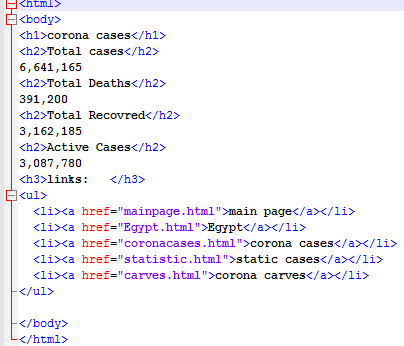 <html>
<body>
<h1>corona cases</h1>
<h2>Total cases</h2>
6,641,165
<h2>Total Deaths</h2>
391,200
<h2>Total Recovred</h2>
3,162,185
<h2>Active Cases</h2>
3,087,780
<h3>links:   </h3>
<ul>
  <li><a href="mainpage.html">main page</a></li>
  <li><a href="Egypt.html">Egypt</a></li>
  <li><a href="coronacases.html">corona cases</a></li>
  <li><a href="statistic.html">static cases</a></li>
  <li><a href="carves.html">corona carves</a></li>
</ul>

</body>
</html>